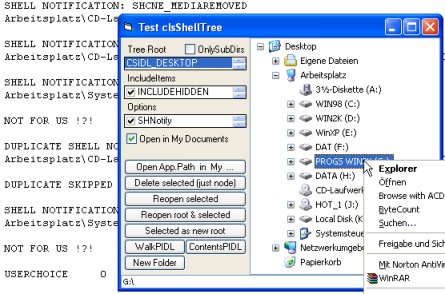 SHELL NOTIFICATION: SHCNE_MEDIAREMOVED
Arbeitsplatz\CD-La
SHELL NOTIFICATION
Arbeitsplatz\CD-La
SHELL NOTIFICATION
Arbeitsplatz\Syste
NOT FOR US !?!
DUPLICATE SHELL NO
Arbeitsplatz\CD-La
DUPLICATE SKIPPED
SHELL NOTIFICATION
Arbeitsplatz\Syste
NOT FOR US !?!
USERCHOICE 0
Test clsShellTree
Tree Root
OnlySubDirs
CSIDL_DESKTOP
IncludeItems
INCLUDEHIDDEN
Options
SHNotify
Open in My Documents
Open App.Path in My ...
Delete selected (just node)
Reopen selected
Reopen root & selected
Selected as new root
WalkPIDL
ContentsPIDL
New Folder
G:\
Desktop
Eigene Dateien
Arbeitsplatz
3½-Diskette (A:)
WIN98 (C:)
WIN2K (D:)
WinXP (E:)
DAT (F:)
PROGS WIN2K
DATA (H:)
CD-Laufwerk
HOT_1 (J:)
Local Disk (K
Systemsteue
Netzwerkumgebu
Papierkorb
Explorer
Öffnen
Browse with ACD
ByteCount
Suchen...
Freigabe und Sich
Mit Norton AntiVir
WinRAR